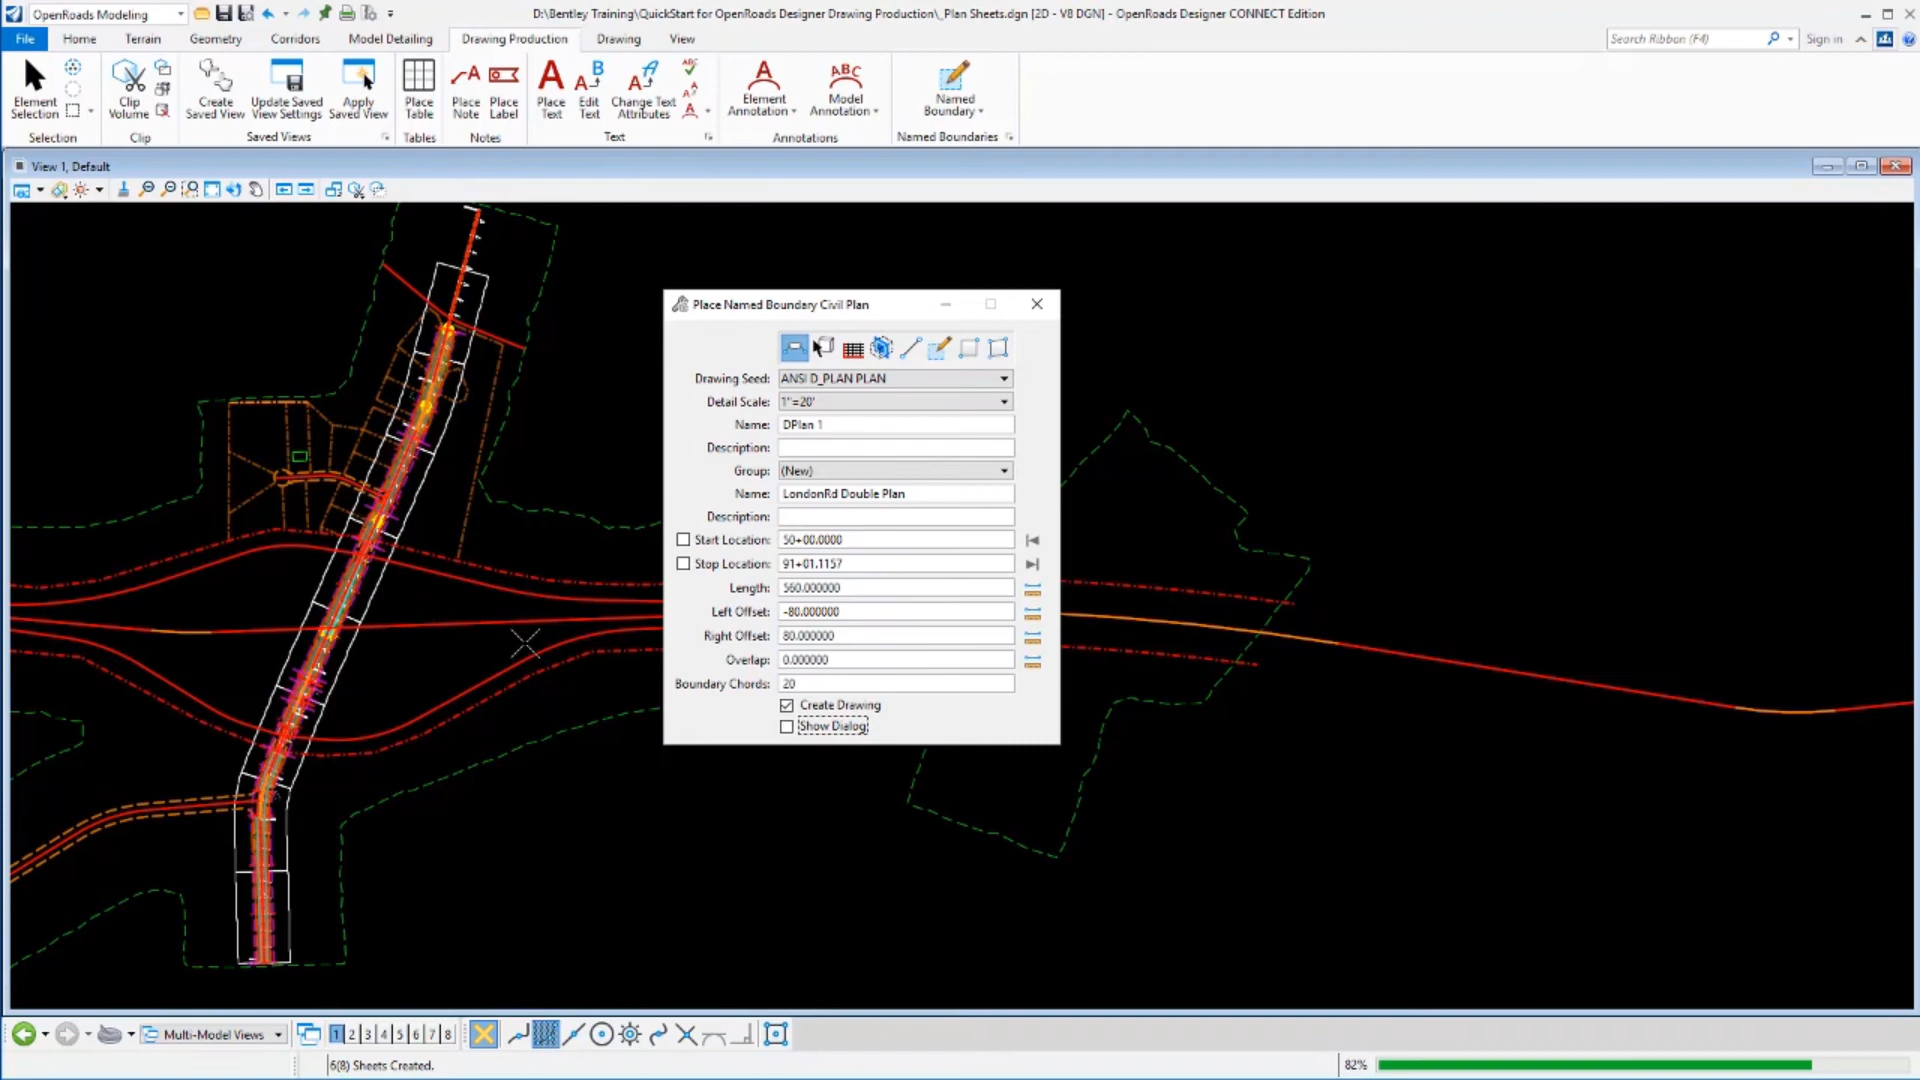 OpenRoads Modeling
D:\Bentley Training\QuickStart for OpenRoads Designer Drawing Production\_Plan Sheets.dgn [2D - V8 DGN] - OpenRoads Designer CONNECT Edition
File Home Terrain Geometry Corridors Model Detailing Drawing Production Drawing View
Search Ribbon (F4)
Sign in
Element Selection
Clip Volume
Create Saved View
Update Saved View Settings
Apply Saved View
Place Table
Place Note
Place Label
Place Text
Edit Text
Change Text Attributes
Element Annotation
Model Annotation
Named Boundary
Selection Clip Saved Views Tables Notes Text Annotations Named Boundaries
View 1, Default
Place Named Boundary Civil Plan
Drawing Seed: ANSI D_PLAN PLAN
Detail Scale: 1"=20'
Name: DPlan 1
Description:
Group: (New)
Name: LondonRd Double Plan
Description:
Start Location: 50+00.0000
Stop Location: 91+01.1157
Length: 560.000000
Left Offset: -80.000000
Right Offset: 80.000000
Overlap: 0.000000
Boundary Chords: 20
Create Drawing
Show Dialog
Multi-Model Views
1 2 3 4 5 6 7 8
6(8) Sheets Created.
82%